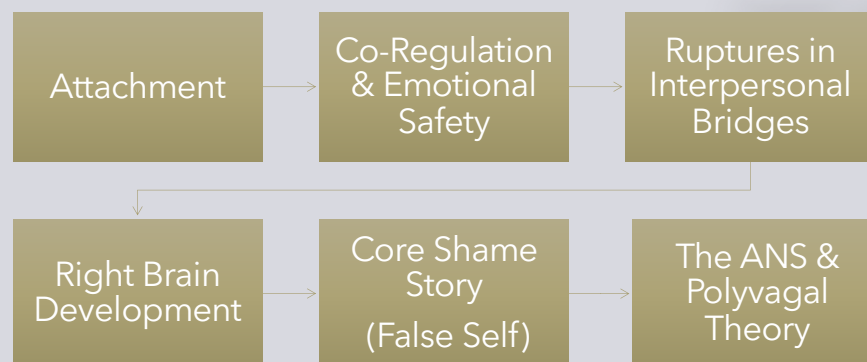 Attachment
Co-Regulation
& Emotional
Safety
Ruptures in
Interpersonal
Bridges
Right Brain
Development
Core Shame
Story
(False Self)
The ANS &
Polyvagal
Theory